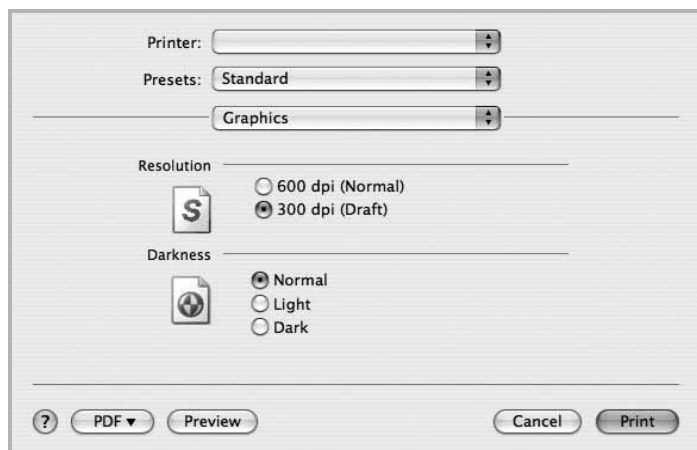 Printer:
Presets: Standard
Graphics
Resolution
600 dpi (Normal)
S 300 dpi (Draft)
Darkness
Normal
Light
Dark
? PDF▼ Preview Cancel Print